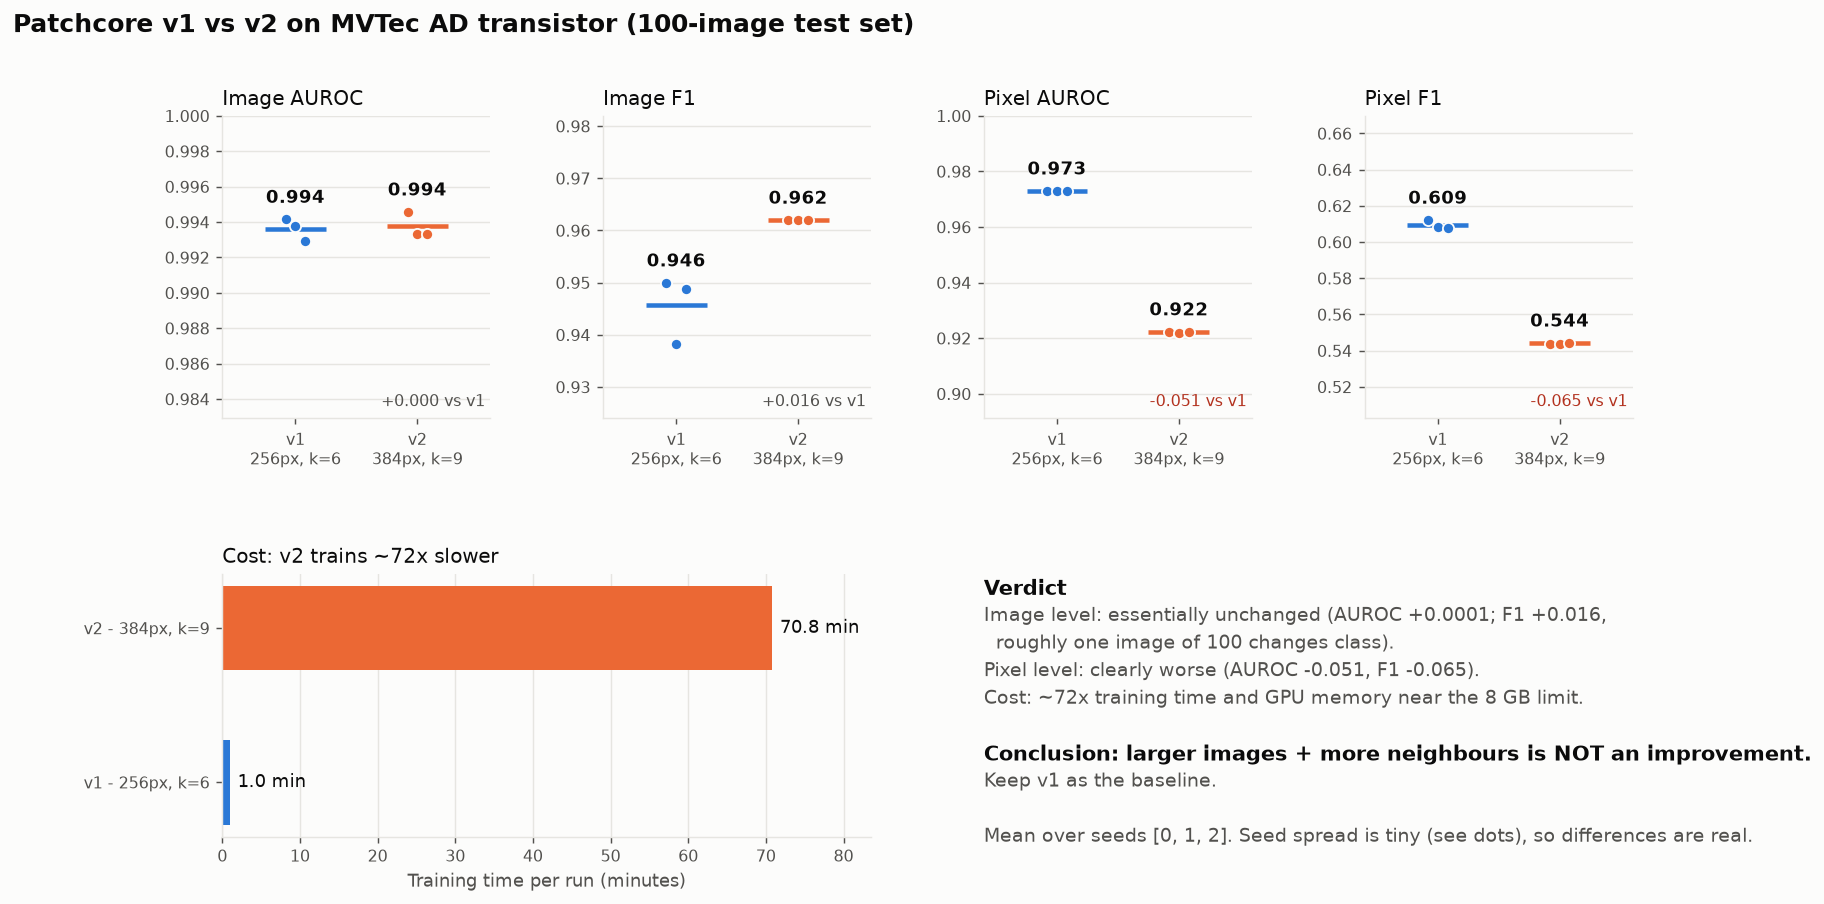 Patchcore v1 vs v2 on MVTec AD transistor (100-image test set)
Image AUROC
1.000
0.998
0.996
0.994
0.992
0.990
0.988
0.986
0.984
0.994
0.994
+0.000 vs v1
v1
256px, k=6
v2
384px, k=9
Image F1
0.98
0.97
0.96
0.95
0.94
0.93
0.946
0.962
+0.016 vs v1
v1
256px, k=6
v2
384px, k=9
Pixel AUROC
1.00
0.98
0.96
0.94
0.92
0.90
0.973
0.922
-0.051 vs v1
v1
256px, k=6
v2
384px, k=9
Pixel F1
0.66
0.64
0.62
0.60
0.58
0.56
0.54
0.52
0.609
0.544
-0.065 vs v1
v1
256px, k=6
v2
384px, k=9
Cost: v2 trains ~72x slower
v2 - 384px, k=9
70.8 min
v1 - 256px, k=6
1.0 min
0 10 20 30 40 50 60 70 80
Training time per run (minutes)
Verdict
Image level: essentially unchanged (AUROC +0.0001; F1 +0.016,
roughly one image of 100 changes class).
Pixel level: clearly worse (AUROC -0.051, F1 -0.065).
Cost: ~72x training time and GPU memory near the 8 GB limit.
Conclusion: larger images + more neighbours is NOT an improvement.
Keep v1 as the baseline.
Mean over seeds [0, 1, 2]. Seed spread is tiny (see dots), so differences are real.